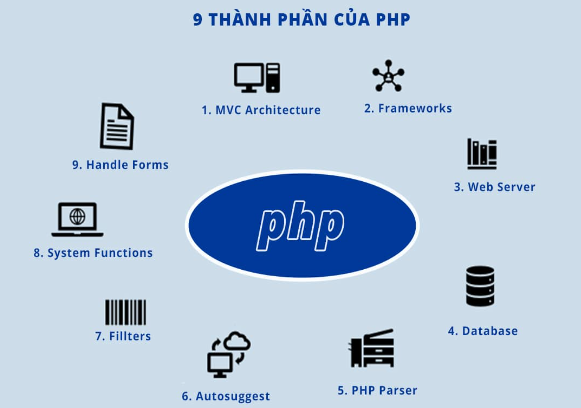 9 THÀNH PHẦN CỦA PHP
1. MVC Architecture
2. Frameworks
3. Web Server
4. Database
5. PHP Parser
6. Autosuggest
7. Fillters
8. System Functions
9. Handle Forms
php